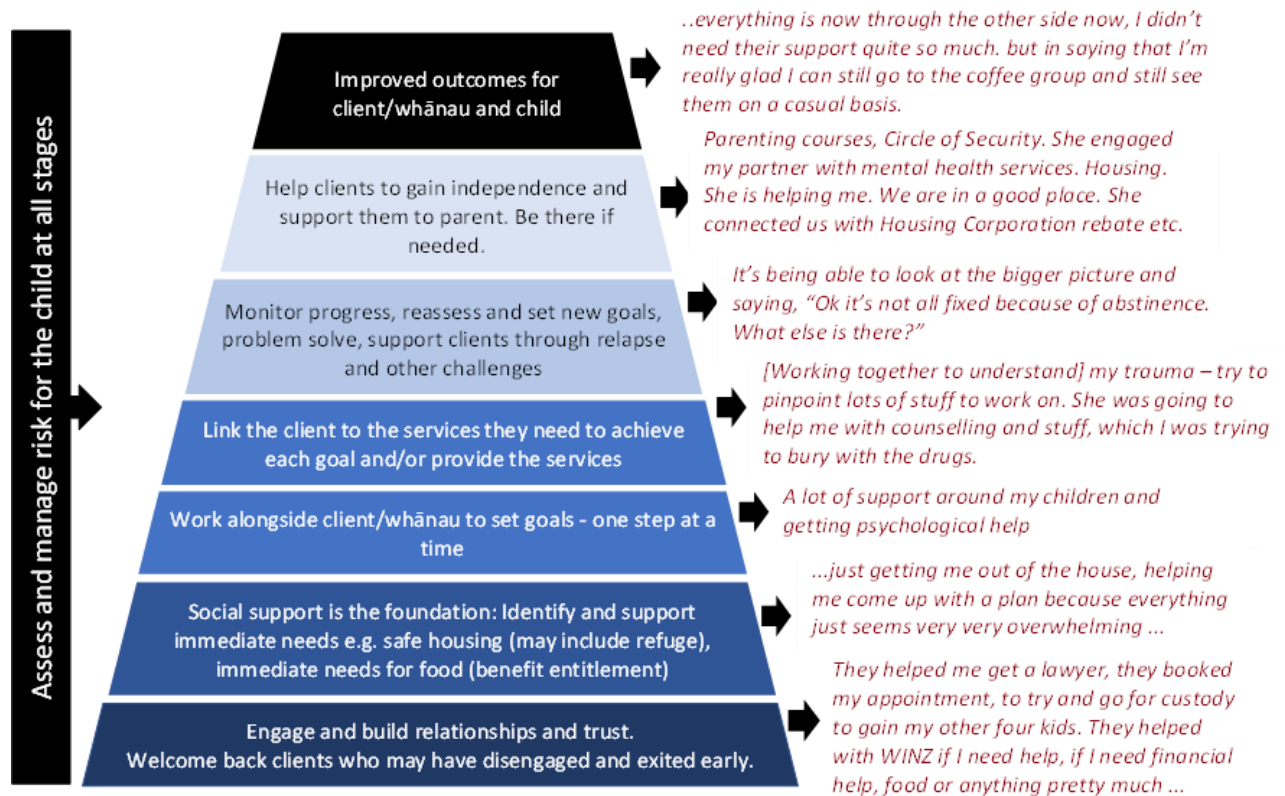 Assess and manage risk for the child at all stages
Improved outcomes for
client/whānau and child
..everything is now through the other side now, I didn’t
need their support quite so much. but in saying that I’m
really glad I can still go to the coffee group and still see
them on a casual basis.
Help clients to gain independence and
support them to parent. Be there if
needed.
Parenting courses, Circle of Security. She engaged
my partner with mental health services. Housing.
She is helping me. We are in a good place. She
connected us with Housing Corporation rebate etc.
Monitor progress, reassess and set new goals,
problem solve, support clients through relapse
and other challenges
It’s being able to look at the bigger picture and
saying, “Ok it’s not all fixed because of abstinence.
What else is there?”
Link the client to the services they need to achieve
each goal and/or provide the services
[Working together to understand] my trauma – try to
pinpoint lots of stuff to work on. She was going to
help me with counselling and stuff, which I was trying
to bury with the drugs.
Work alongside client/whānau to set goals - one step at a
time
A lot of support around my children and
getting psychological help
Social support is the foundation: Identify and support
immediate needs e.g. safe housing (may include refuge),
immediate needs for food (benefit entitlement)
...just getting me out of the house, helping
me come up with a plan because everything
just seems very very overwhelming ...
Engage and build relationships and trust.
Welcome back clients who may have disengaged and exited early.
They helped me get a lawyer, they booked
my appointment, to try and go for custody
to gain my other four kids. They helped
with WINZ if I need help, if I need financial
help, food or anything pretty much ...